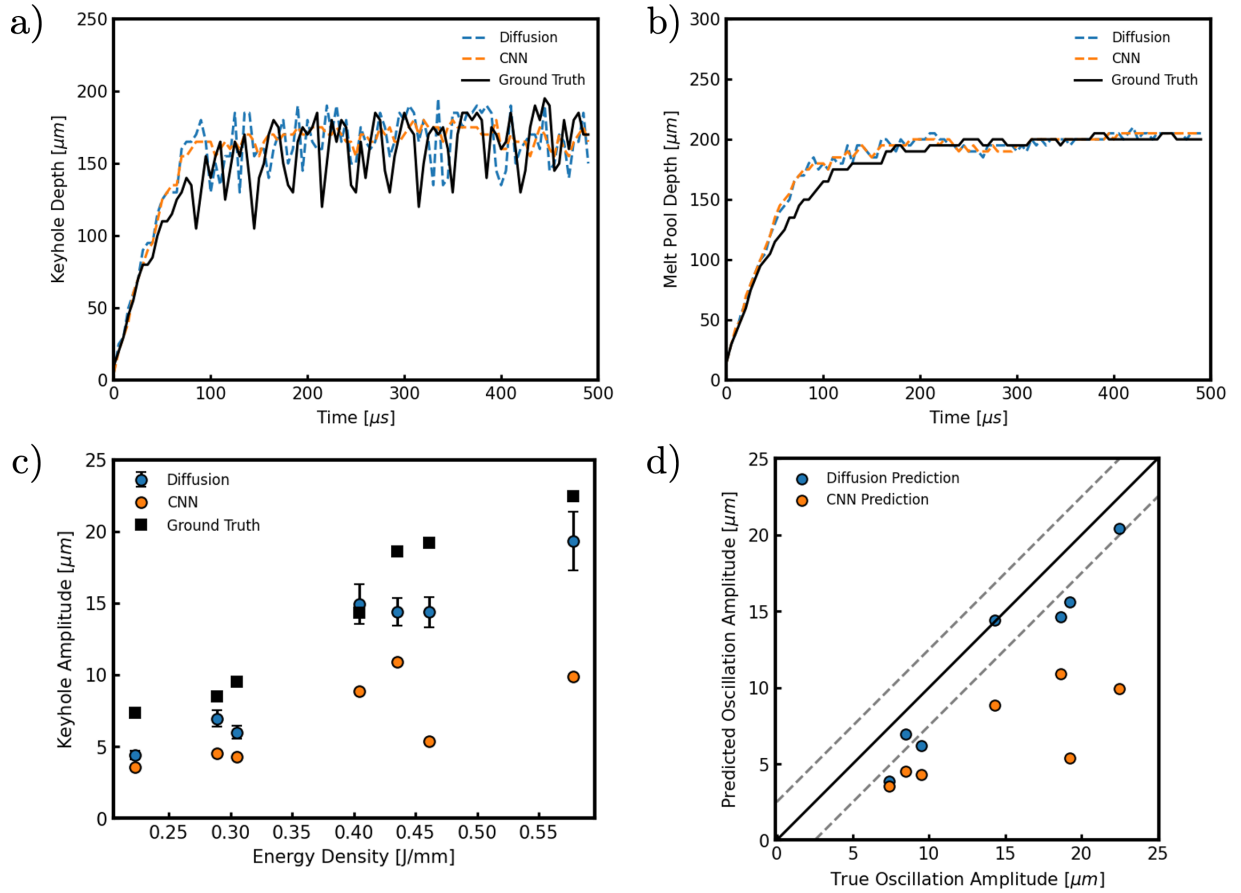 a)
250
200
150
100
50
0
Keyhole Depth [μm]
Diffusion
CNN
Ground Truth
0 100 200 300 400 500
Time [μs]
b)
300
250
200
150
100
50
0
Melt Pool Depth [μm]
Diffusion
CNN
Ground Truth
0 100 200 300 400 500
Time [μs]
c)
25
20
15
10
5
0
Keyhole Amplitude [μm]
Diffusion
CNN
Ground Truth
0.25 0.30 0.35 0.40 0.45 0.50 0.55
Energy Density [J/mm]
d)
25
20
15
10
5
0
Predicted Oscillation Amplitude [μm]
Diffusion Prediction
CNN Prediction
0 5 10 15 20 25
True Oscillation Amplitude [μm]